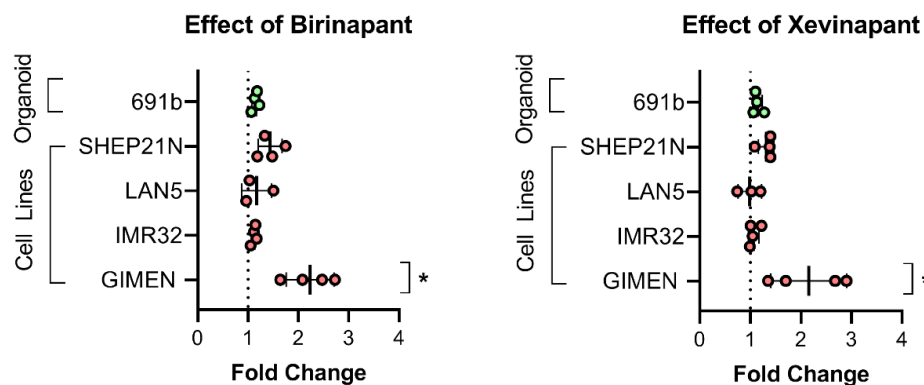 Effect of Birinapant
Organoid
691b
Cell Lines
SHEP21N
LAN5
IMR32
GIMEN
*
0 1 2 3 4
Fold Change
Effect of Xevinapant
Organoid
691b
Cell Lines
SHEP21N
LAN5
IMR32
GIMEN
*
0 1 2 3 4
Fold Change